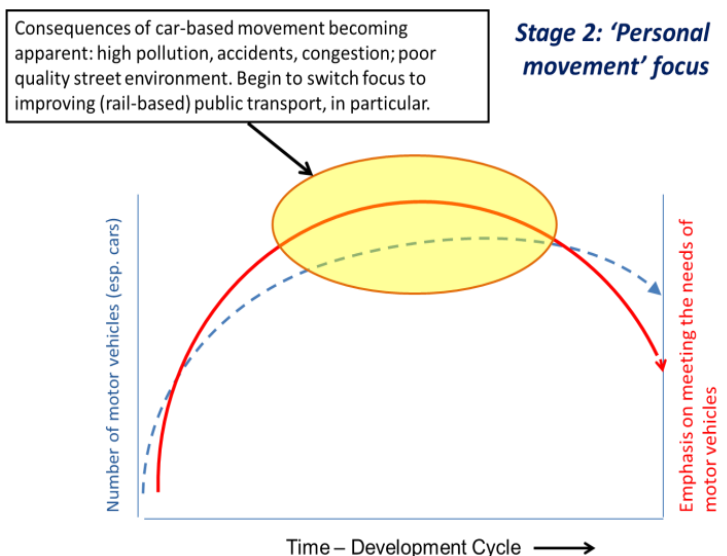 Consequences of car-based movement becoming
apparent: high pollution, accidents, congestion; poor
quality street environment. Begin to switch focus to
improving (rail-based) public transport, in particular.
Stage 2: ‘Personal
movement’ focus
Number of motor vehicles (esp. cars)
Emphasis on meeting the needs of
motor vehicles
Time – Development Cycle